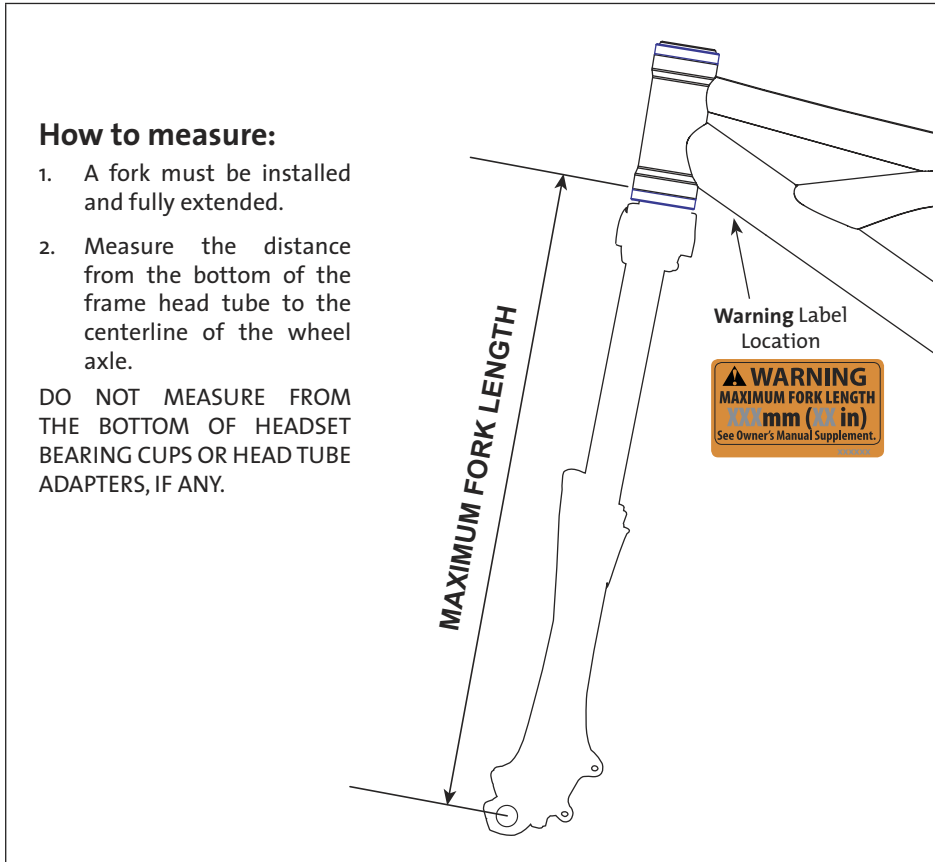 How to measure:
1. A fork must be installed
and fully extended.
2. Measure the distance
from the bottom of the
frame head tube to the
centerline of the wheel
axle.
DO NOT MEASURE FROM
THE BOTTOM OF HEADSET
BEARING CUPS OR HEAD TUBE
ADAPTERS, IF ANY.
MAXIMUM FORK LENGTH
Warning Label
Location
WARNING
MAXIMUM FORK LENGTH
XXXmm (XX in)
See Owner's Manual Supplement.
XXXXXX